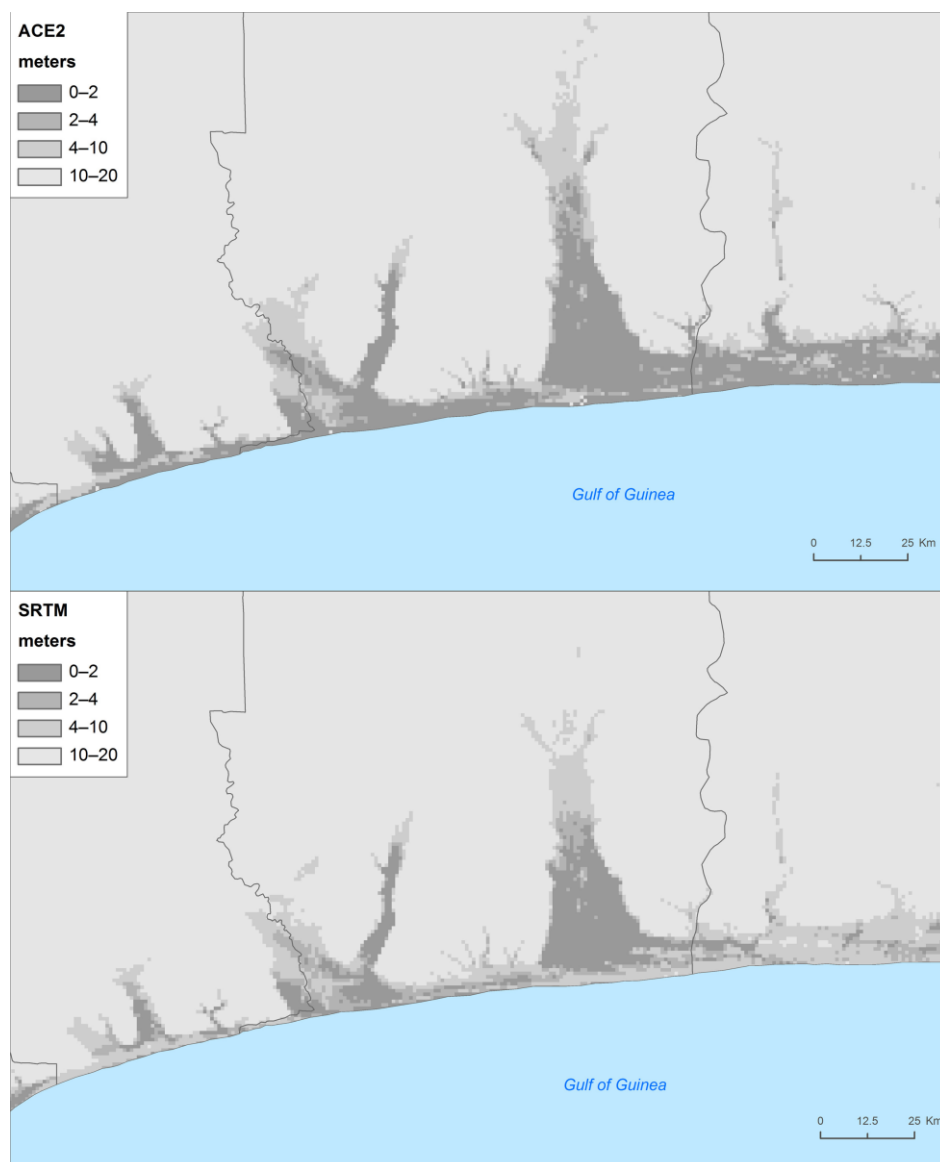 ACE2
meters
0–2
2–4
4–10
10–20
Gulf of Guinea
0 12.5 25 Km
SRTM
meters
0–2
2–4
4–10
10–20
Gulf of Guinea
0 12.5 25 Km